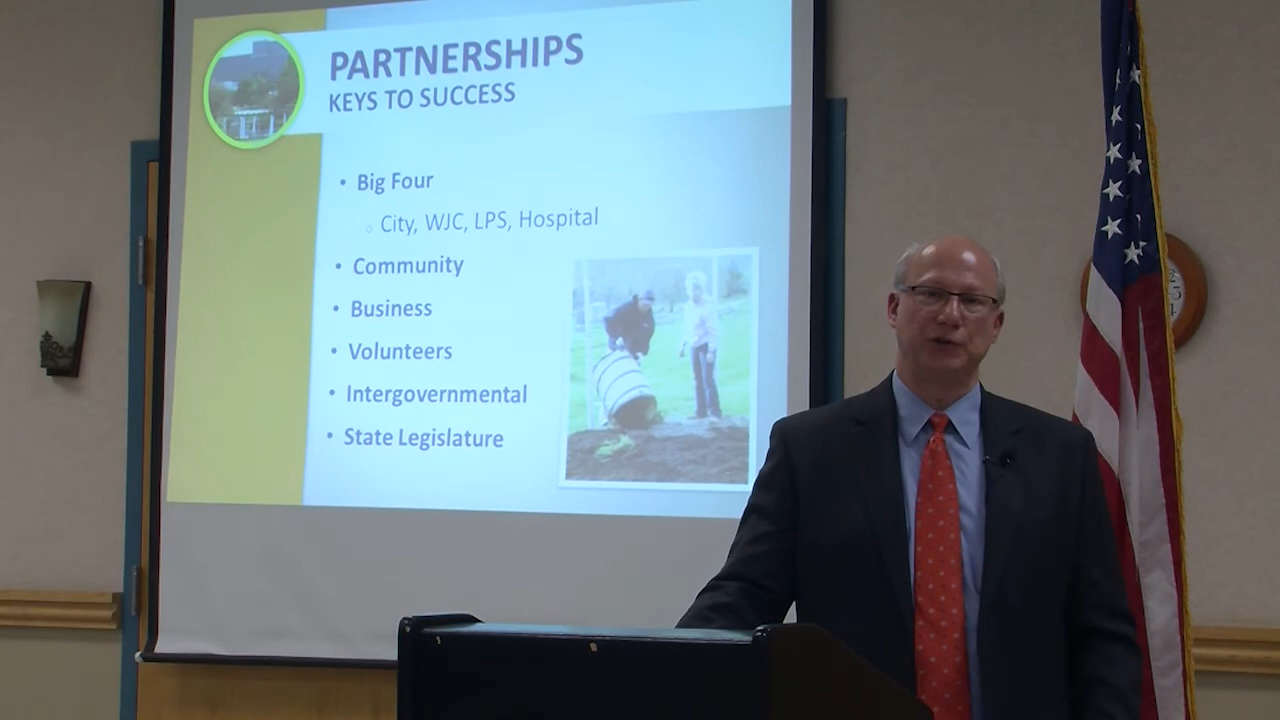 PARTNERSHIPS
KEYS TO SUCCESS
• Big Four
○ City, WJC, LPS, Hospital
• Community
• Business
• Volunteers
• Intergovernmental
• State Legislature